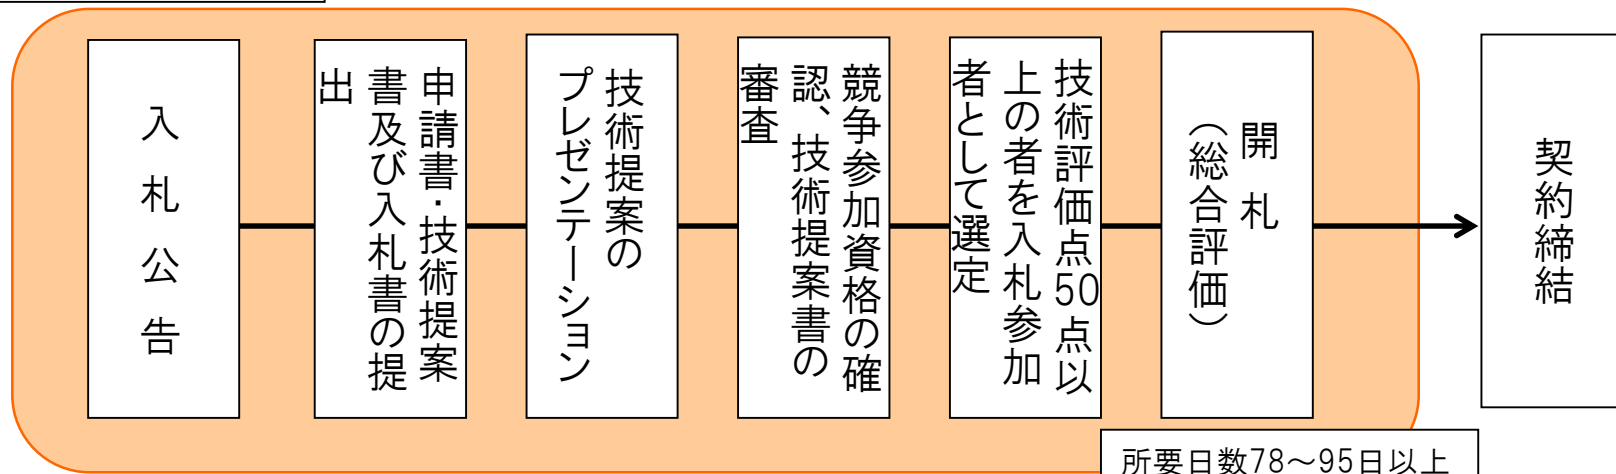 入札公告
申請書・技術提案
書及び入札書の提
出
技術提案の
プレゼンテーション
競争参加資格の確
認、技術提案書の
審査
技術評価点50点以
上の者を入札参加
者として選定
開札
（総合評価）
契約締結
所要日数78～95日以上